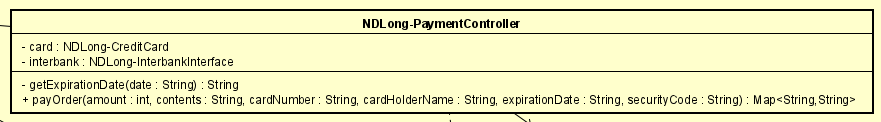 NDLong-PaymentController
- card : NDLong-CreditCard
- interbank : NDLong-InterbankInterface
- getExpirationDate(date : String) : String
+ payOrder(amount : int, contents : String, cardNumber : String, cardHolderName : String, expirationDate : String, securityCode : String) : Map<String,String>